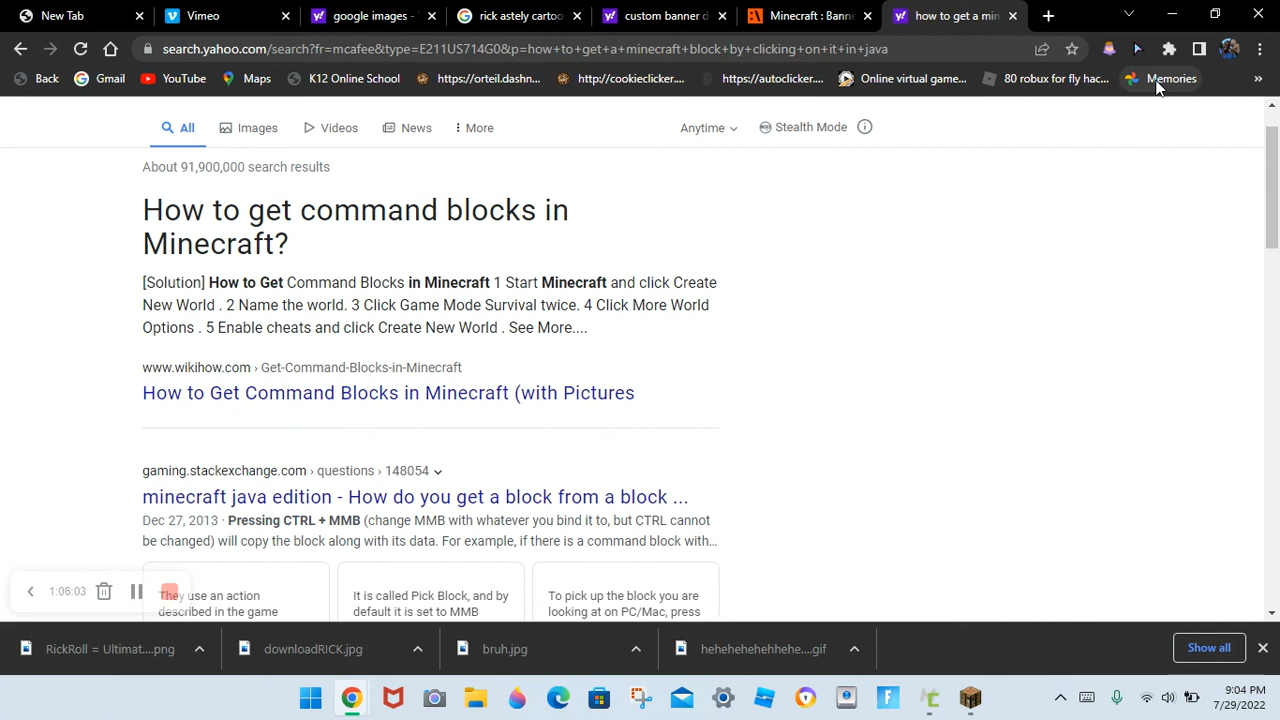 New Tab
Vimeo
google images -
rick astely cartoo
custom banner d
Minecraft : Banne
how to get a min
search.yahoo.com/search?fr=mcafee&type=E211US714G0&p=how+to+get+a+minecraft+block+by+clicking+on+it+in+java
Back
Gmail
YouTube
Maps
K12 Online School
https://orteil.dashn...
http://cookieclicker....
https://autoclicker....
Online virtual game...
80 robux for fly hac...
Memories
»
All
Images
Videos
News
More
Anytime
Stealth Mode
About 91,900,000 search results
How to get command blocks in
Minecraft?
[Solution] How to Get Command Blocks in Minecraft 1 Start Minecraft and click Create
New World . 2 Name the world. 3 Click Game Mode Survival twice. 4 Click More World
Options . 5 Enable cheats and click Create New World . See More....
www.wikihow.com › Get-Command-Blocks-in-Minecraft
How to Get Command Blocks in Minecraft (with Pictures
gaming.stackexchange.com › questions › 148054
minecraft java edition - How do you get a block from a block ...
Dec 27, 2013 · Pressing CTRL + MMB (change MMB with whatever you bind it to, but CTRL cannot
be changed) will copy the block along with its data. For example, if there is a command block with...
They use an action
described in the game
It is called Pick Block, and by
default it is set to MMB
To pick up the block you are
looking at on PC/Mac, press
1:06:03
RickRoll = Ultimat....png
downloadRICK.jpg
bruh.jpg
hehehehehehhehe....gif
Show all
9:04 PM
7/29/2022